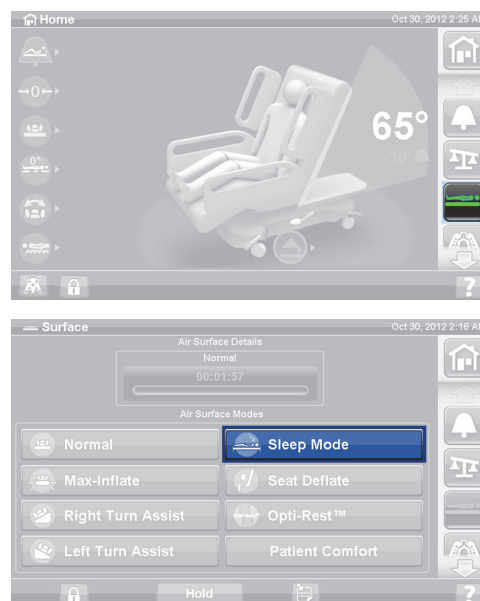 Home
Oct 30, 2012 2:25 A
65°
30°
0
0°
?
Surface
Oct 30, 2012 2:16 A
Air Surface Details
Normal
00:01:57
Air Surface Modes
Normal
Sleep Mode
Max-Inflate
Seat Deflate
Right Turn Assist
Opti-Rest™
Left Turn Assist
Patient Comfort
Hold
?